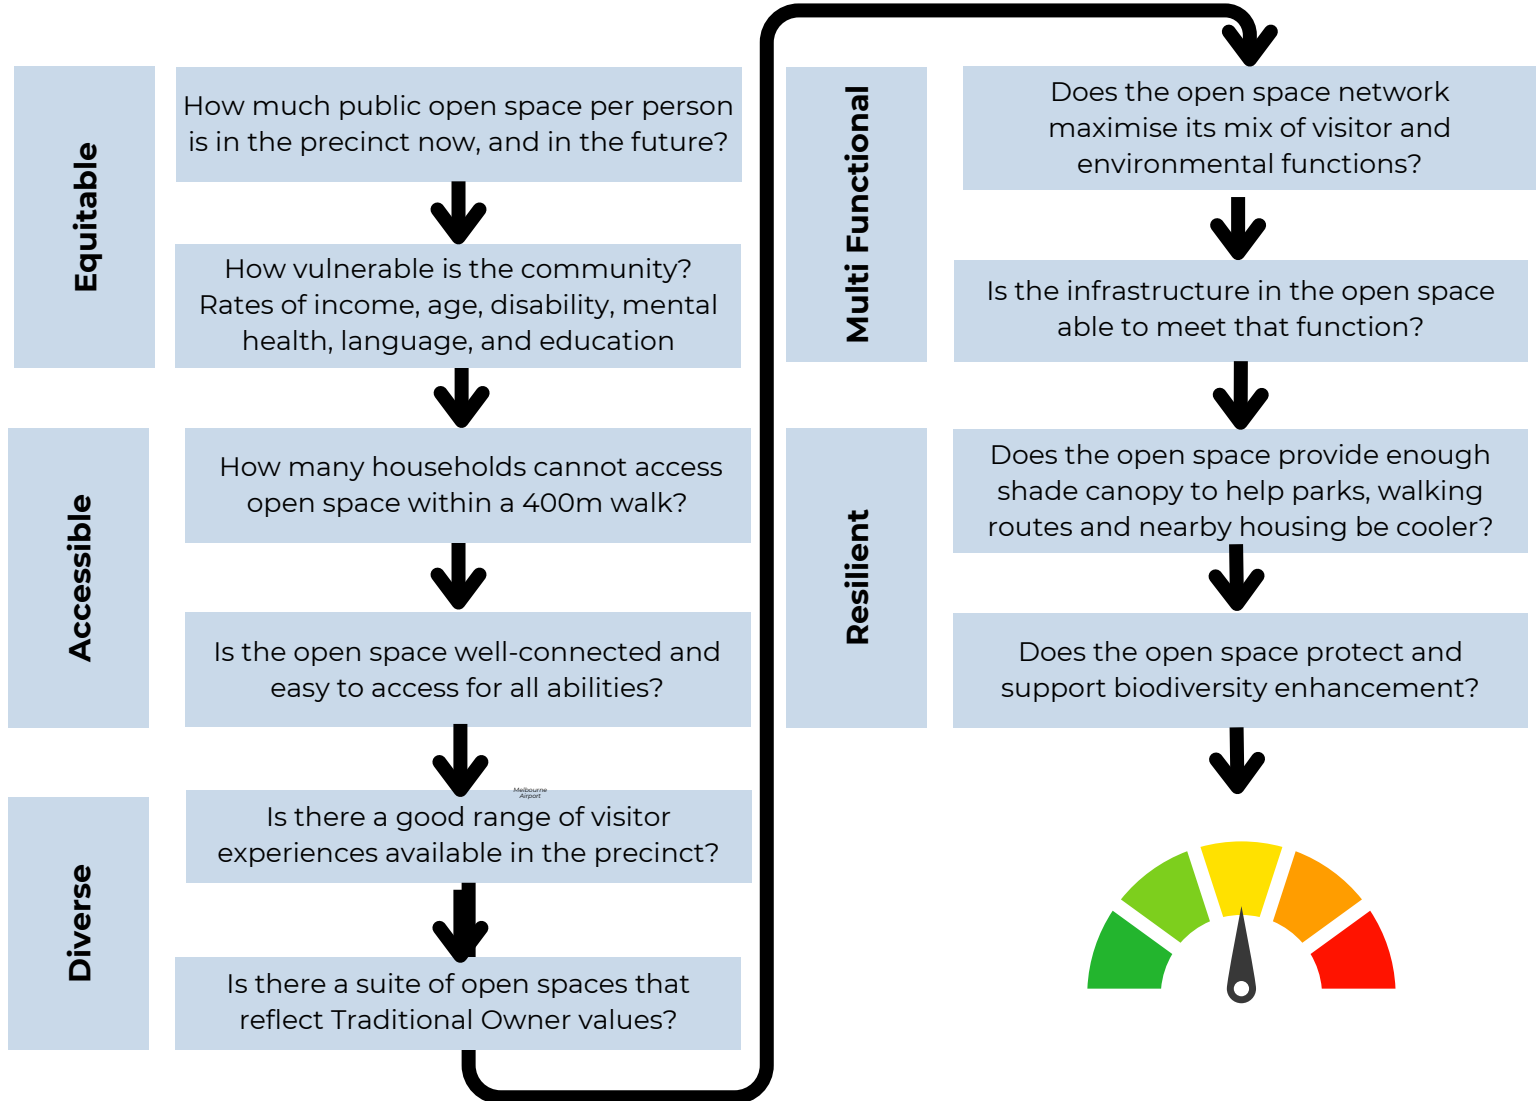 Equitable
How much public open space per person
is in the precinct now, and in the future?
How vulnerable is the community?
Rates of income, age, disability, mental
health, language, and education
Accessible
How many households cannot access
open space within a 400m walk?
Is the open space well-connected and
easy to access for all abilities?
Diverse
Melbourne
Airport
Is there a good range of visitor
experiences available in the precinct?
Is there a suite of open spaces that
reflect Traditional Owner values?
Multi Functional
Does the open space network
maximise its mix of visitor and
environmental functions?
Is the infrastructure in the open space
able to meet that function?
Resilient
Does the open space provide enough
shade canopy to help parks, walking
routes and nearby housing be cooler?
Does the open space protect and
support biodiversity enhancement?